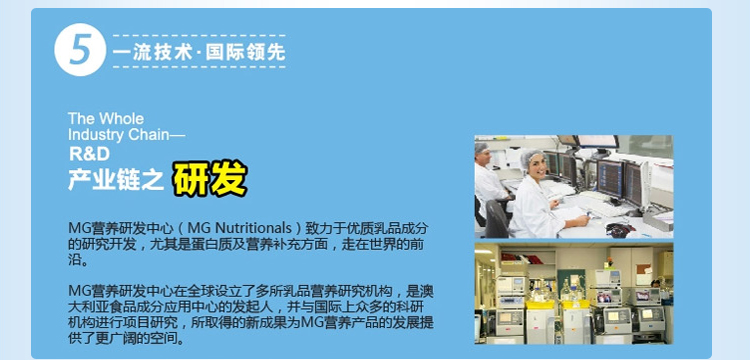 5
一流技术·国际领先
The Whole
Industry Chain—
R&D
产业链之 研发
MG营养研发中心（MG Nutritionals）致力于优质乳品成分
的研究开发，尤其是蛋白质及营养补充方面，走在世界的前
沿。
MG营养研发中心在全球设立了多所乳品营养研究机构，是澳
大利亚食品成分应用中心的发起人，并与国际上众多的科研
机构进行项目研究，所取得的新成果为MG营养产品的发展提
供了更广阔的空间。